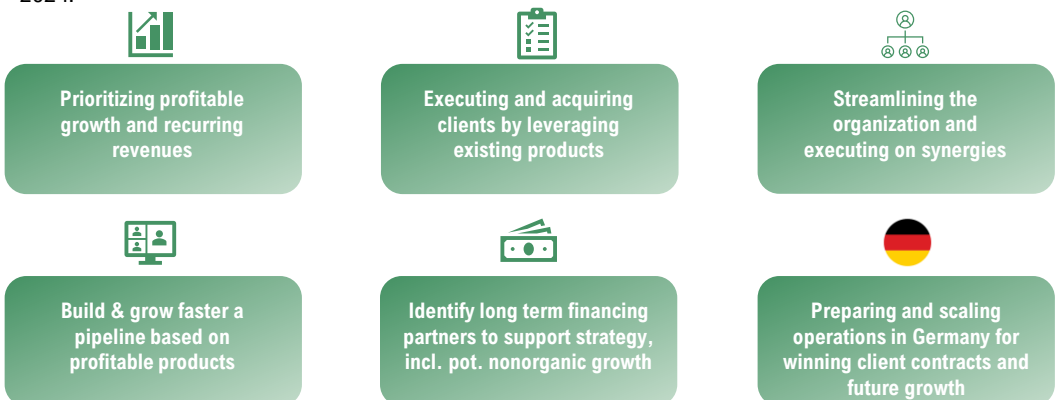 Prioritizing profitable
growth and recurring
revenues
Executing and acquiring
clients by leveraging
existing products
Streamlining the
organization and
executing on synergies
Build & grow faster a
pipeline based on
profitable products
Identify long term financing
partners to support strategy,
incl. pot. nonorganic growth
Preparing and scaling
operations in Germany for
winning client contracts and
future growth